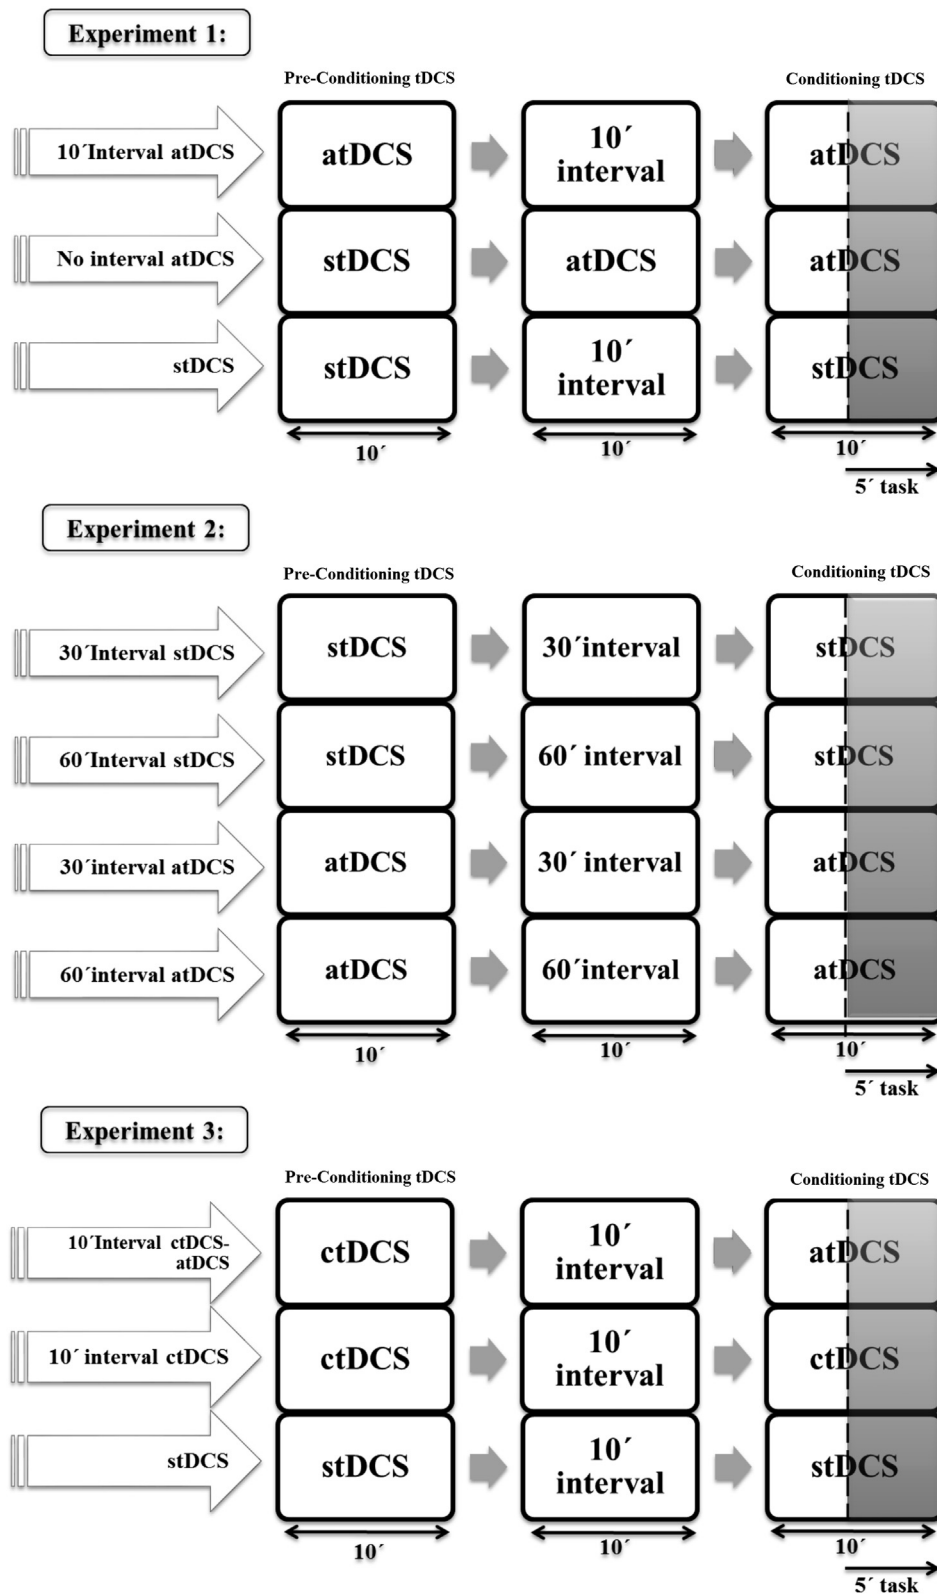 Experiment 1:
Pre-Conditioning tDCS
Conditioning tDCS
10´Interval atDCS
atDCS
10´
interval
atDCS
No interval atDCS
stDCS
atDCS
atDCS
stDCS
stDCS
10´
interval
stDCS
10´
10´
10´
5´ task
Experiment 2:
Pre-Conditioning tDCS
Conditioning tDCS
30´Interval stDCS
stDCS
30´interval
stDCS
60´Interval stDCS
stDCS
60´ interval
stDCS
30´interval atDCS
atDCS
30´ interval
atDCS
60´interval atDCS
atDCS
60´interval
atDCS
10´
10´
10´
5´ task
Experiment 3:
Pre-Conditioning tDCS
Conditioning tDCS
10´Interval ctDCS-
atDCS
ctDCS
10´
interval
atDCS
10´ interval ctDCS
ctDCS
10´
interval
ctDCS
stDCS
stDCS
10´
interval
stDCS
10´
10´
10´
5´ task